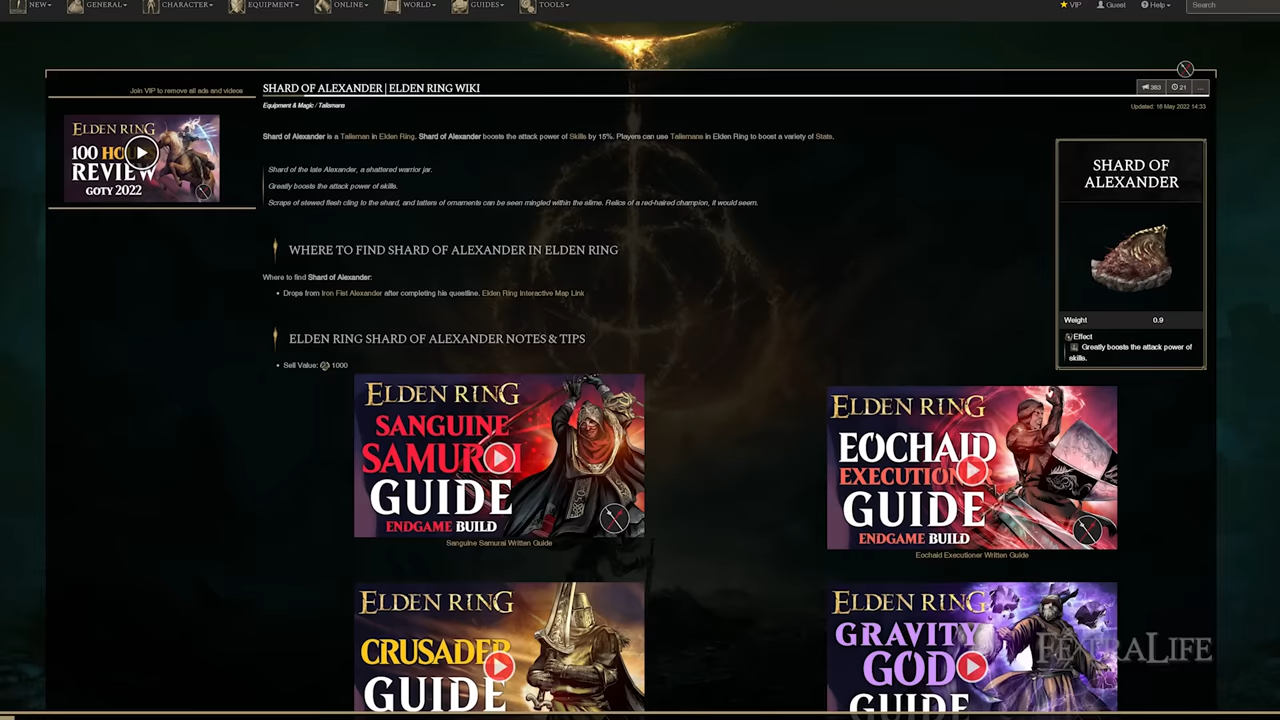 NEW
GENERAL
CHARACTER
EQUIPMENT
ONLINE
WORLD
GUIDES
TOOLS
VIP
Guest
Help
Search
Join VIP to remove all ads and videos
ELDEN RING
100 HO
REVIEW
GOTY 2022
SHARD OF ALEXANDER | ELDEN RING WIKI
383
21
...
Equipment & Magic / Talismans
Updated: 16 May 2022 14:33
Shard of Alexander is a Talisman in Elden Ring. Shard of Alexander boosts the attack power of Skills by 15%. Players can use Talismans in Elden Ring to boost a variety of Stats.
Shard of the late Alexander, a shattered warrior jar.
Greatly boosts the attack power of skills.
Scraps of stewed flesh cling to the shard, and tatters of ornaments can be seen mingled within the slime. Relics of a red-haired champion, it would seem.
SHARD OF
ALEXANDER
Weight 0.9
Effect
Greatly boosts the attack power of
skills.
WHERE TO FIND SHARD OF ALEXANDER IN ELDEN RING
Where to find Shard of Alexander:
Drops from Iron Fist Alexander after completing his questline. Elden Ring Interactive Map Link
ELDEN RING SHARD OF ALEXANDER NOTES & TIPS
Sell Value: 1000
ELDEN RING
SANGUINE
SAMURAI
GUIDE
ENDGAME BUILD
Sanguine Samurai Written Guide
ELDEN RING
EOCHAID
EXECUTION
GUIDE
ENDGAME BUILD
Eochaid Executioner Written Guide
ELDEN RING
CRUSADER
GUIDE
ELDEN RING
GRAVITY
GOD
GUIDE
FEXTRALIFE